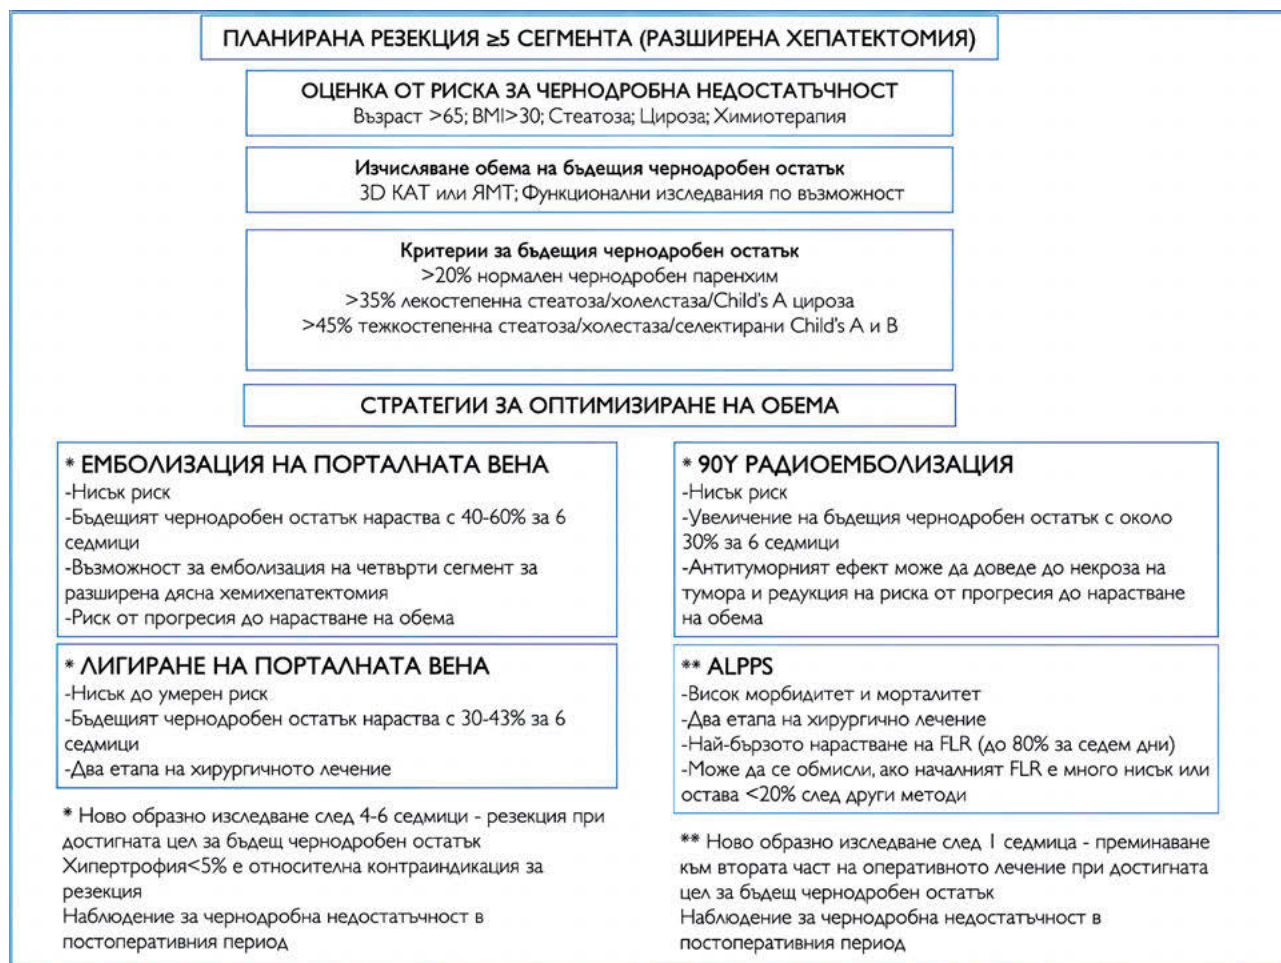 ПЛАНИРАНА РЕЗЕКЦИЯ ≥5 СЕГМЕНТА (РАЗШИРЕНА ХЕПАТЕКТОМИЯ)
ОЦЕНКА ОТ РИСКА ЗА ЧЕРНОДРОБНА НЕДОСТАТЪЧНОСТ
Възраст >65; BMI>30; Стеатоза; Цироза; Химиотерапия
Изчисляване обема на бъдещия чернодробен остатък
3D КАТ или ЯМТ; Функционални изследвания по възможност
Критерии за бъдещия чернодробен остатък
>20% нормален чернодробен паренхим
>35% лекостепенна стеатоза/холелстаза/Child's A цироза
>45% тежкостепенна стеатоза/холестаза/селектирани Child's A и B
СТРАТЕГИИ ЗА ОПТИМИЗИРАНЕ НА ОБЕМА
* ЕМБОЛИЗАЦИЯ НА ПОРТАЛНАТА ВЕНА
-Нисък риск
-Бъдещият чернодробен остатък нараства с 40-60% за 6
седмици
-Възможност за емболизация на четвърти сегмент за
разширена дясна хемихепатектомия
-Риск от прогресия до нарастване на обема
* ЛИГИРАНЕ НА ПОРТАЛНАТА ВЕНА
-Нисък до умерен риск
-Бъдещият чернодробен остатък нараства с 30-43% за 6
седмици
-Два етапа на хирургичното лечение
* Ново образно изследване след 4-6 седмици - резекция при
достигната цел за бъдещ чернодробен остатък
Хипертрофия<5% е относителна контраиндикация за
резекция
Наблюдение за чернодробна недостатъчност в
постоперативния период
* 90Y РАДИОЕМБОЛИЗАЦИЯ
-Нисък риск
-Увеличение на бъдещия чернодробен остатък с около
30% за 6 седмици
-Антитуморният ефект може да доведе до некроза на
тумора и редукция на риска от прогресия до нарастване
на обема
** ALPPS
-Висок морбидитет и морталитет
-Два етапа на хирургично лечение
-Най-бързото нарастване на FLR (до 80% за седем дни)
-Може да се обмисли, ако началният FLR е много нисък или
остава <20% след други методи
** Ново образно изследване след 1 седмица - преминаване
към втората част на оперативното лечение при достигната
цел за бъдещ чернодробен остатък
Наблюдение за чернодробна недостатъчност в
постоперативния период